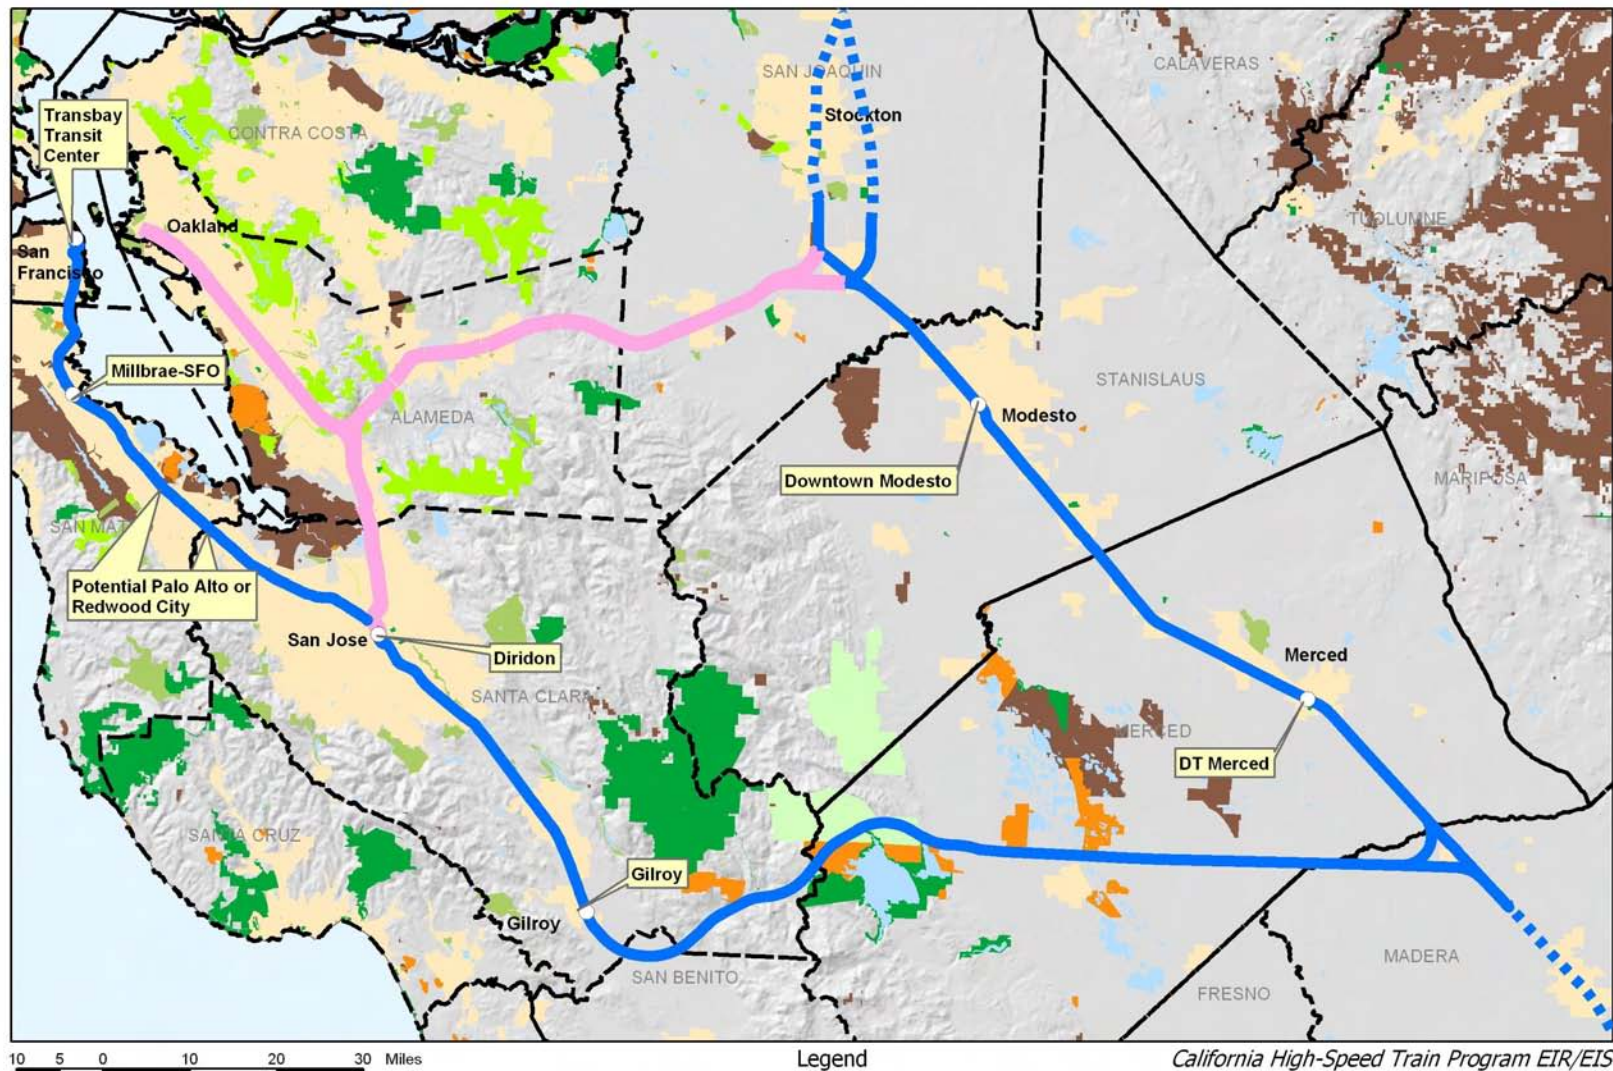 SAN JOAQUIN
CALAVERAS
Transbay
Transit
Center
CONTRA COSTA
Stockton
Oakland
TUOLUMNE
San
Francisco
Millbrae-SFO
STANISLAUS
ALAMEDA
Modesto
Downtown Modesto
MARIPOSA
SAN MAT
Potential Palo Alto or
Redwood City
San Jose
Diridon
Merced
SANTA CLARA
MERCED
DT Merced
SANTA CRUZ
Gilroy
Gilroy
SAN BENITO
MADERA
FRESNO
10 5 0 10 20 30 Miles
Legend
California High-Speed Train Program EIR/EIS